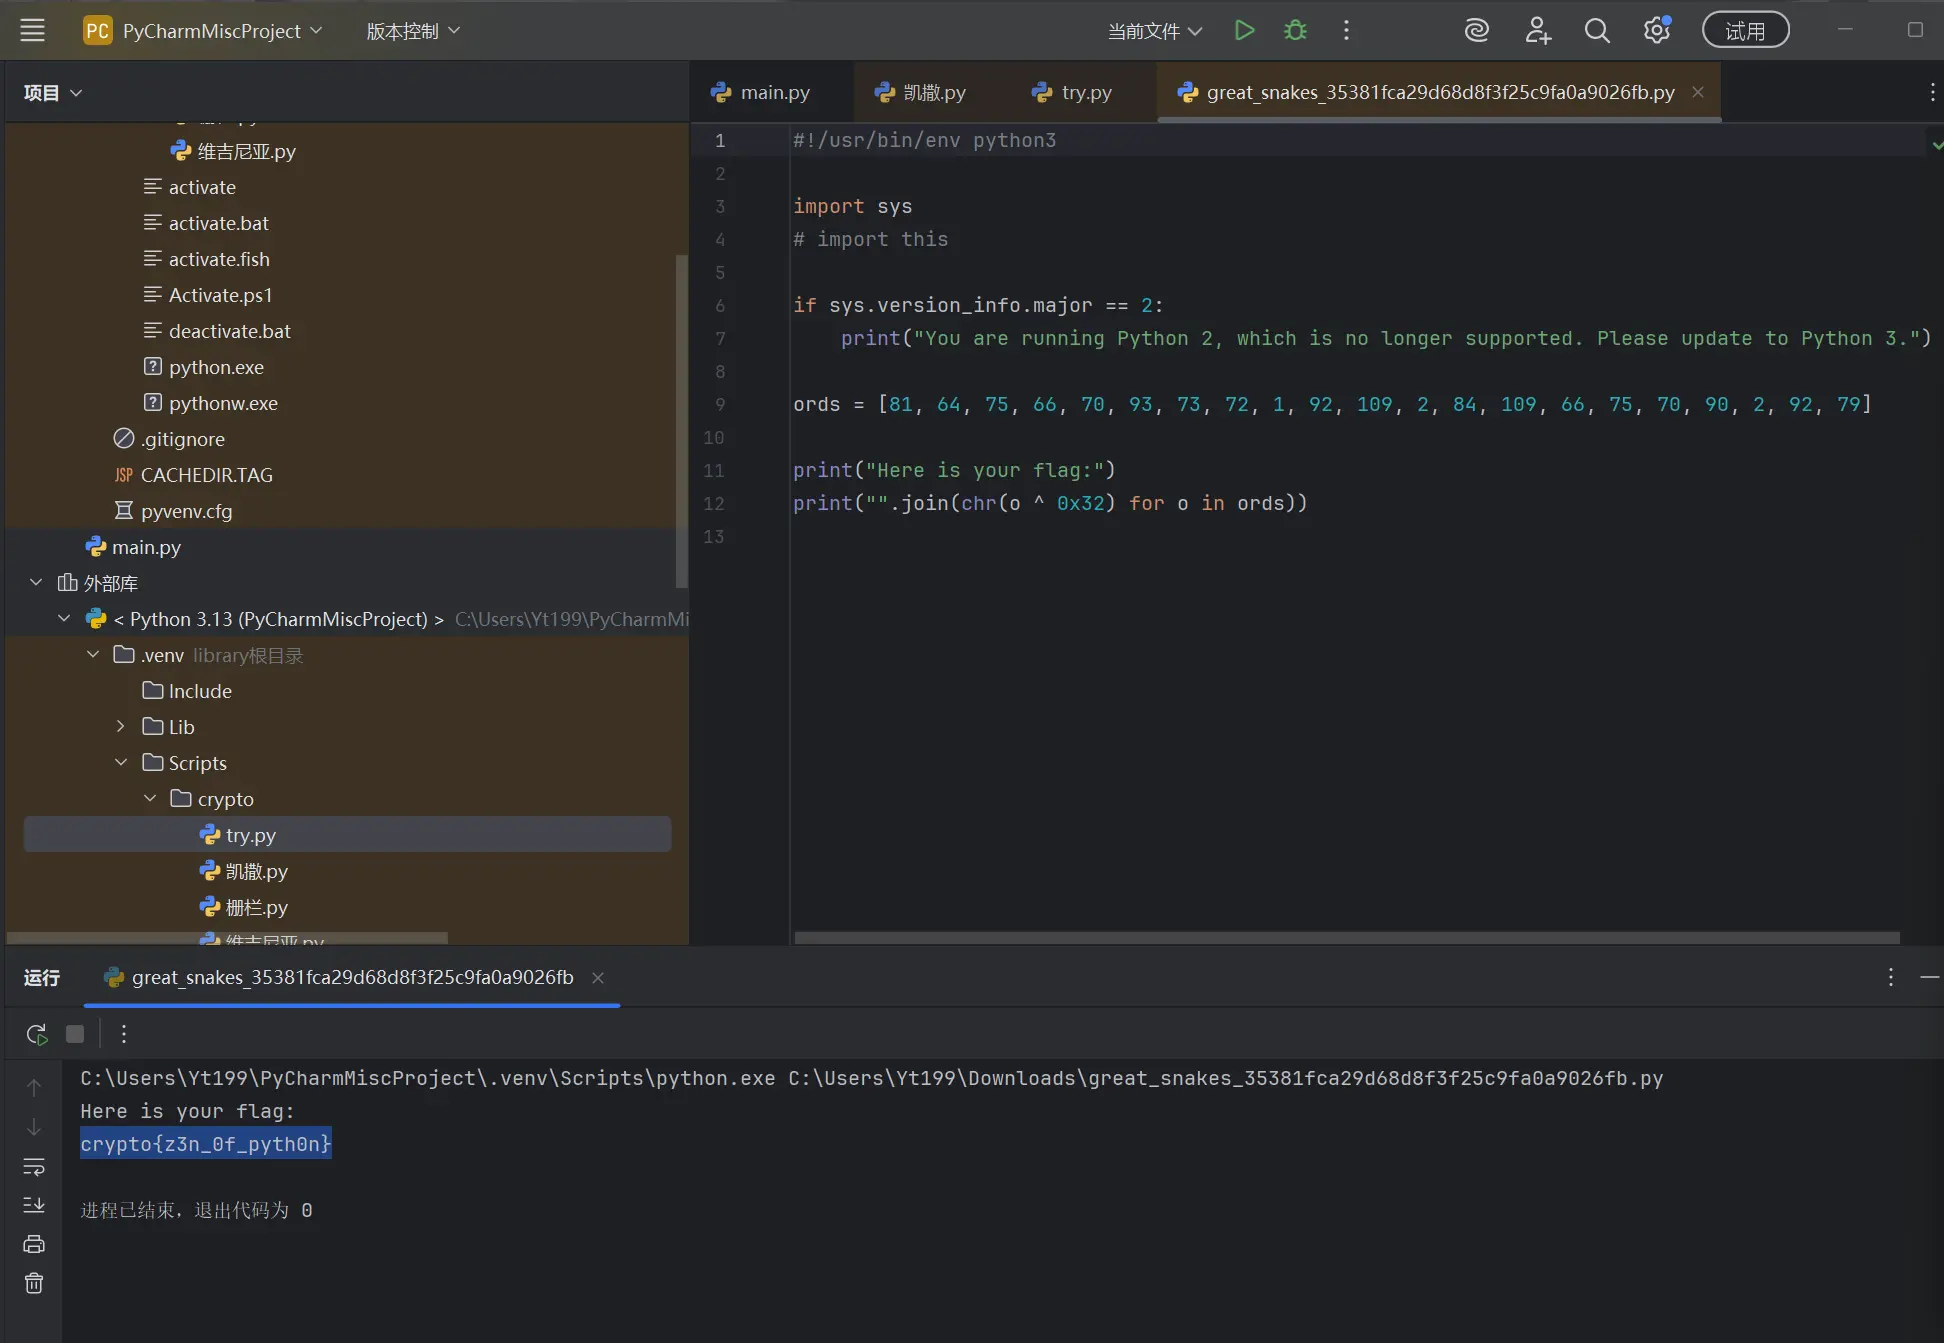 PC PyCharmMiscProject 版本控制 当前文件 试用
项目
维吉尼亚.py
activate
activate.bat
activate.fish
Activate.ps1
deactivate.bat
python.exe
pythonw.exe
.gitignore
JSP CACHEDIR.TAG
pyvenv.cfg
main.py
外部库
< Python 3.13 (PyCharmMiscProject) > C:\Users\Yt199\PyCharmMi
.venv library根目录
Include
Lib
Scripts
crypto
try.py
凯撒.py
栅栏.py
维吉尼亚.py
main.py 凯撒.py try.py great_snakes_35381fca29d68d8f3f25c9fa0a9026fb.py
1 #!/usr/bin/env python3
2
3 import sys
4 # import this
5
6 if sys.version_info.major == 2:
7 print("You are running Python 2, which is no longer supported. Please update to Python 3.")
8
9 ords = [81, 64, 75, 66, 70, 93, 73, 72, 1, 92, 109, 2, 84, 109, 66, 75, 70, 90, 2, 92, 79]
10
11 print("Here is your flag:")
12 print("".join(chr(o ^ 0x32) for o in ords))
13
运行 great_snakes_35381fca29d68d8f3f25c9fa0a9026fb
C:\Users\Yt199\PyCharmMiscProject\.venv\Scripts\python.exe C:\Users\Yt199\Downloads\great_snakes_35381fca29d68d8f3f25c9fa0a9026fb.py
Here is your flag:
crypto{z3n_0f_pyth0n}
进程已结束，退出代码为 0